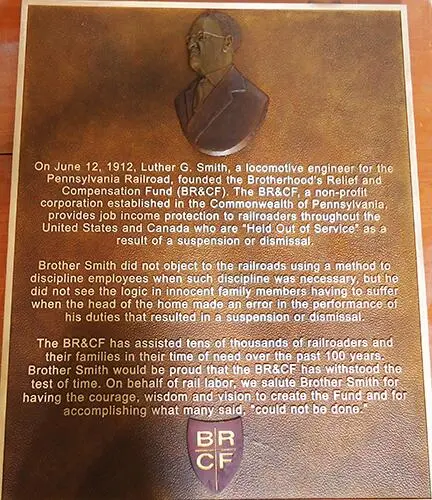 On June 12, 1912, Luther G. Smith, a locomotive engineer for the
Pennsylvania Railroad, founded the Brotherhood's Relief and
Compensation Fund (BR&CF). The BR&CF, a non-profit
corporation established in the Commonwealth of Pennsylvania,
provides job income protection to railroaders throughout the
United States and Canada who are "Held Out of Service" as a
result of a suspension or dismissal.
Brother Smith did not object to the railroads using a method to
discipline employees when such discipline was necessary, but he
did not see the logic in innocent family members having to suffer
when the head of the home made an error in the performance of
his duties that resulted in a suspension or dismissal.
The BR&CF has assisted tens of thousands of railroaders and
their families in their time of need over the past 100 years.
Brother Smith would be proud that the BR&CF has withstood the
test of time. On behalf of rail labor, we salute Brother Smith for
having the courage, wisdom and vision to create the Fund and for
accomplishing what many said, "could not be done."
BR
CF